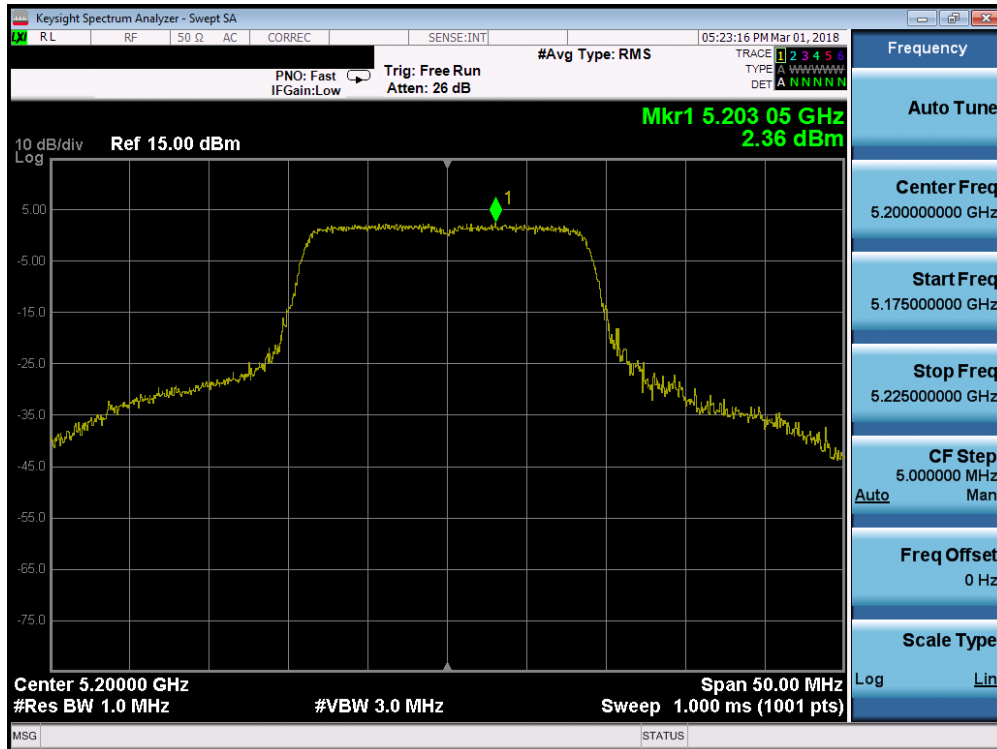 Keysight Spectrum Analyzer - Swept SA
LXI RL RF 50 Ω AC CORREC SENSE:INT 05:23:16 PM Mar 01, 2018
#Avg Type: RMS
TRACE 1 2 3 4 5 6
TYPE A WWWWW
DET A N N N N N
PNO: Fast
IFGain:Low
Trig: Free Run
Atten: 26 dB
Mkr1 5.203 05 GHz
2.36 dBm
10 dB/div Ref 15.00 dBm
Log
1
5.00
-5.00
-15.0
-25.0
-35.0
-45.0
-55.0
-65.0
-75.0
Center 5.20000 GHz Span 50.00 MHz
#Res BW 1.0 MHz #VBW 3.0 MHz Sweep 1.000 ms (1001 pts)
MSG STATUS
Frequency
Auto Tune
Center Freq
5.200000000 GHz
Start Freq
5.175000000 GHz
Stop Freq
5.225000000 GHz
CF Step
5.000000 MHz
Auto Man
Freq Offset
0 Hz
Scale Type
Log Lin